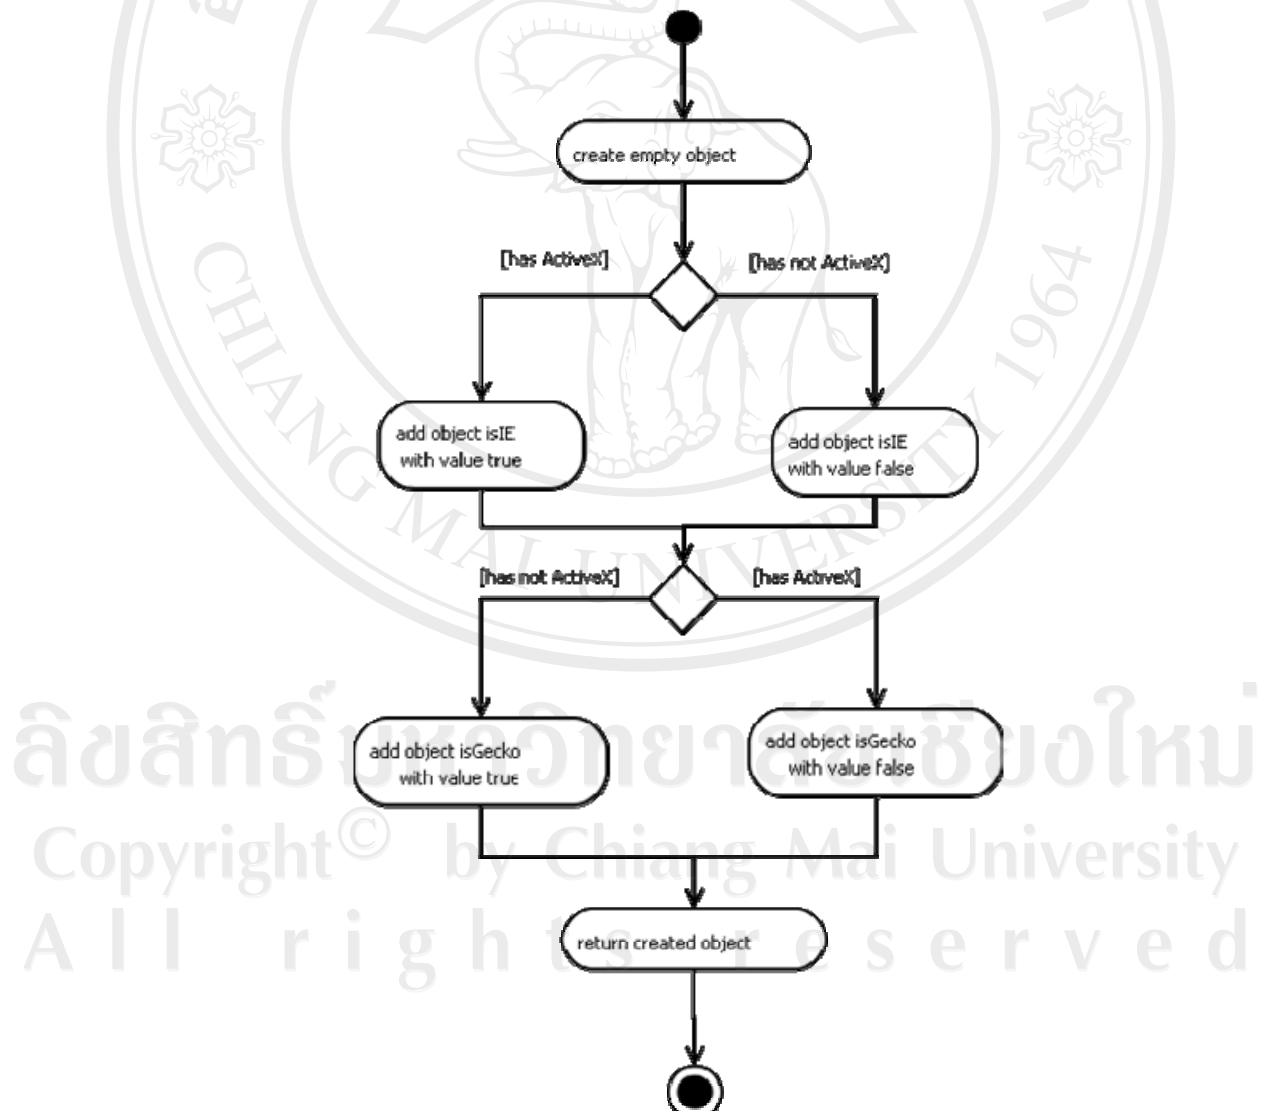 CHIANG MAI UNIVERSITY 1964
create empty object
[has ActiveX]
[has not ActiveX]
add object isIE
with value true
add object isIE
with value false
[has not ActiveX]
[has ActiveX]
add object isGecko
with value true
add object isGecko
with value false
ลิขสิทธิ์มหาวิทยาลัยเชียงใหม่
Copyright© by Chiang Mai University
All rights reserved
return created object